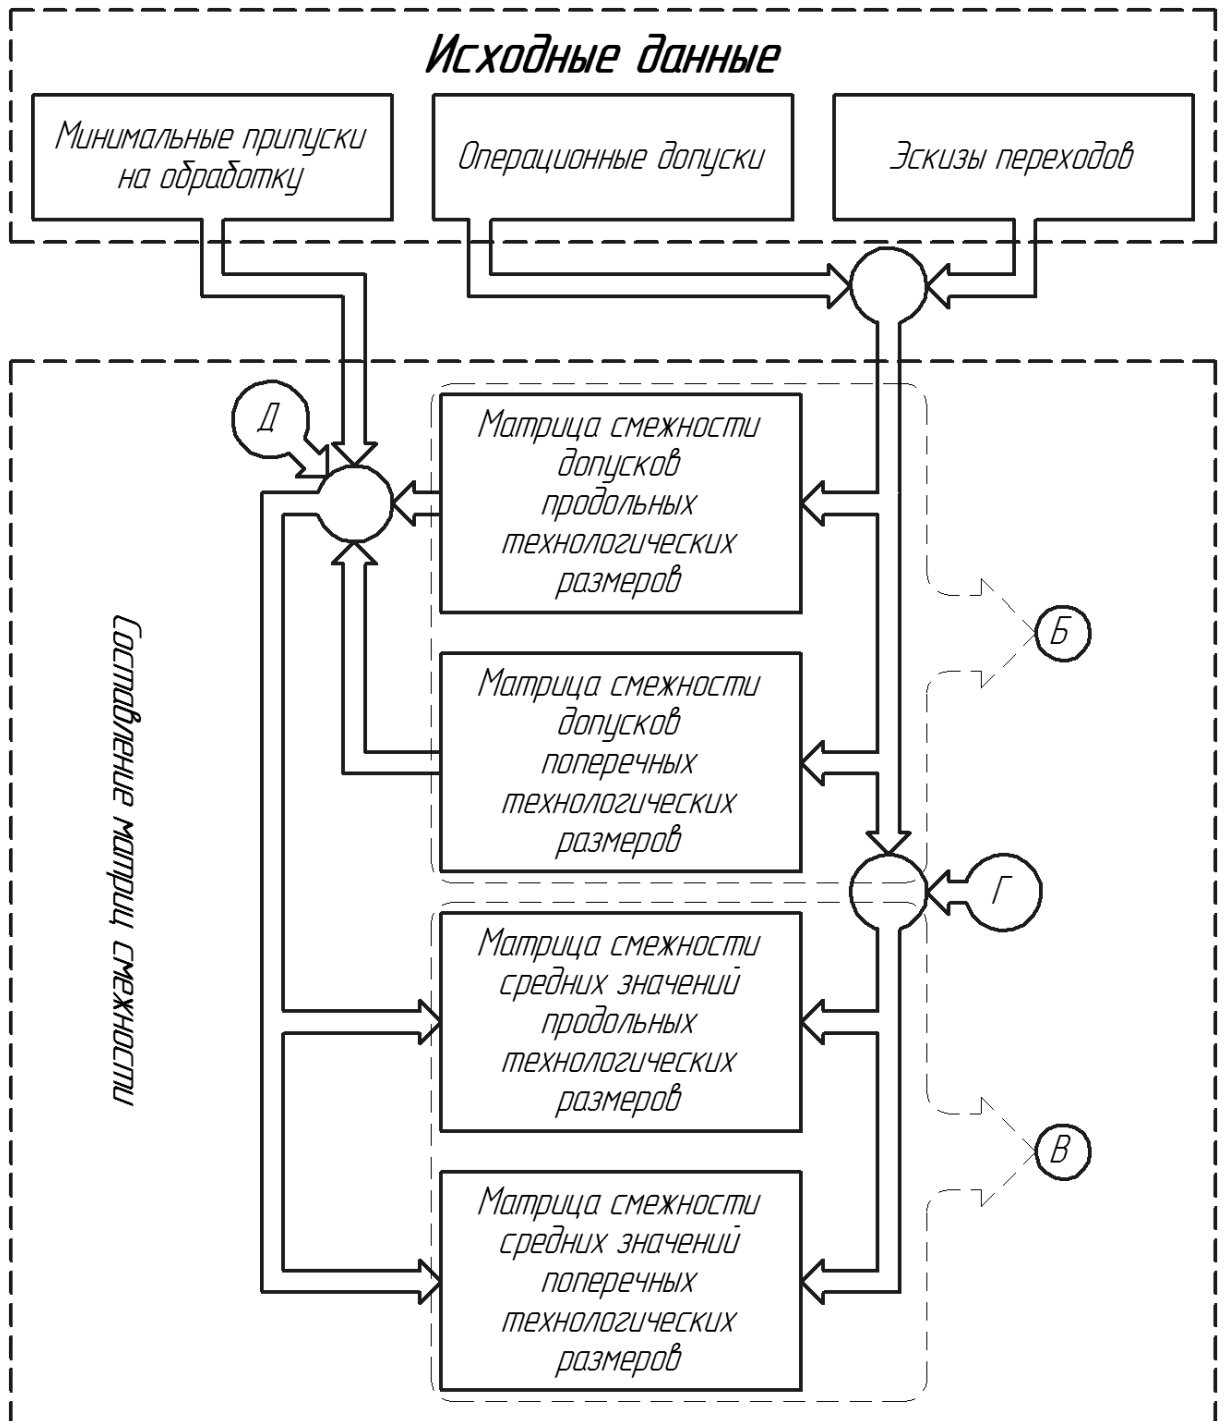 Исходные данные
Минимальные припуски
на обработку
Операционные допуски
Эскизы переходов
Д
Матрица смежности
допусков
продольных
технологических
размеров
Б
Составление матриц смежности
Матрица смежности
допусков
поперечных
технологических
размеров
Г
Матрица смежности
средних значений
продольных
технологических
размеров
В
Матрица смежности
средних значений
поперечных
технологических
размеров